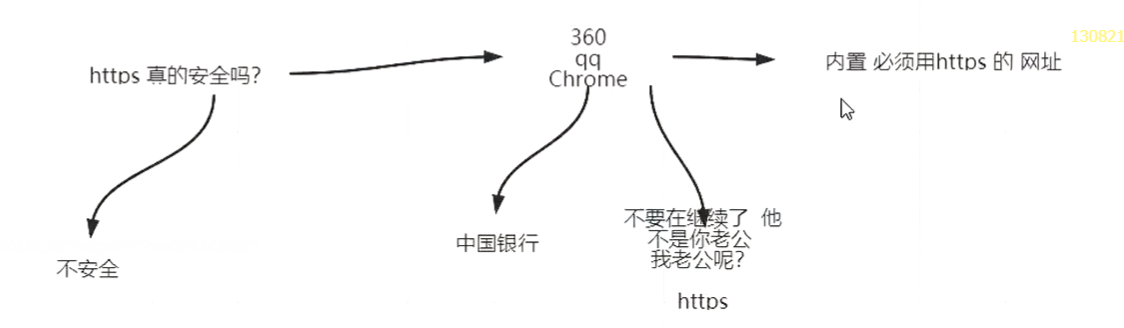 130821
https 真的安全吗?
360
qq
Chrome
内置 必须用https 的 网址
不安全
中国银行
不要在继续了 他
不是你老公
我老公呢?
https